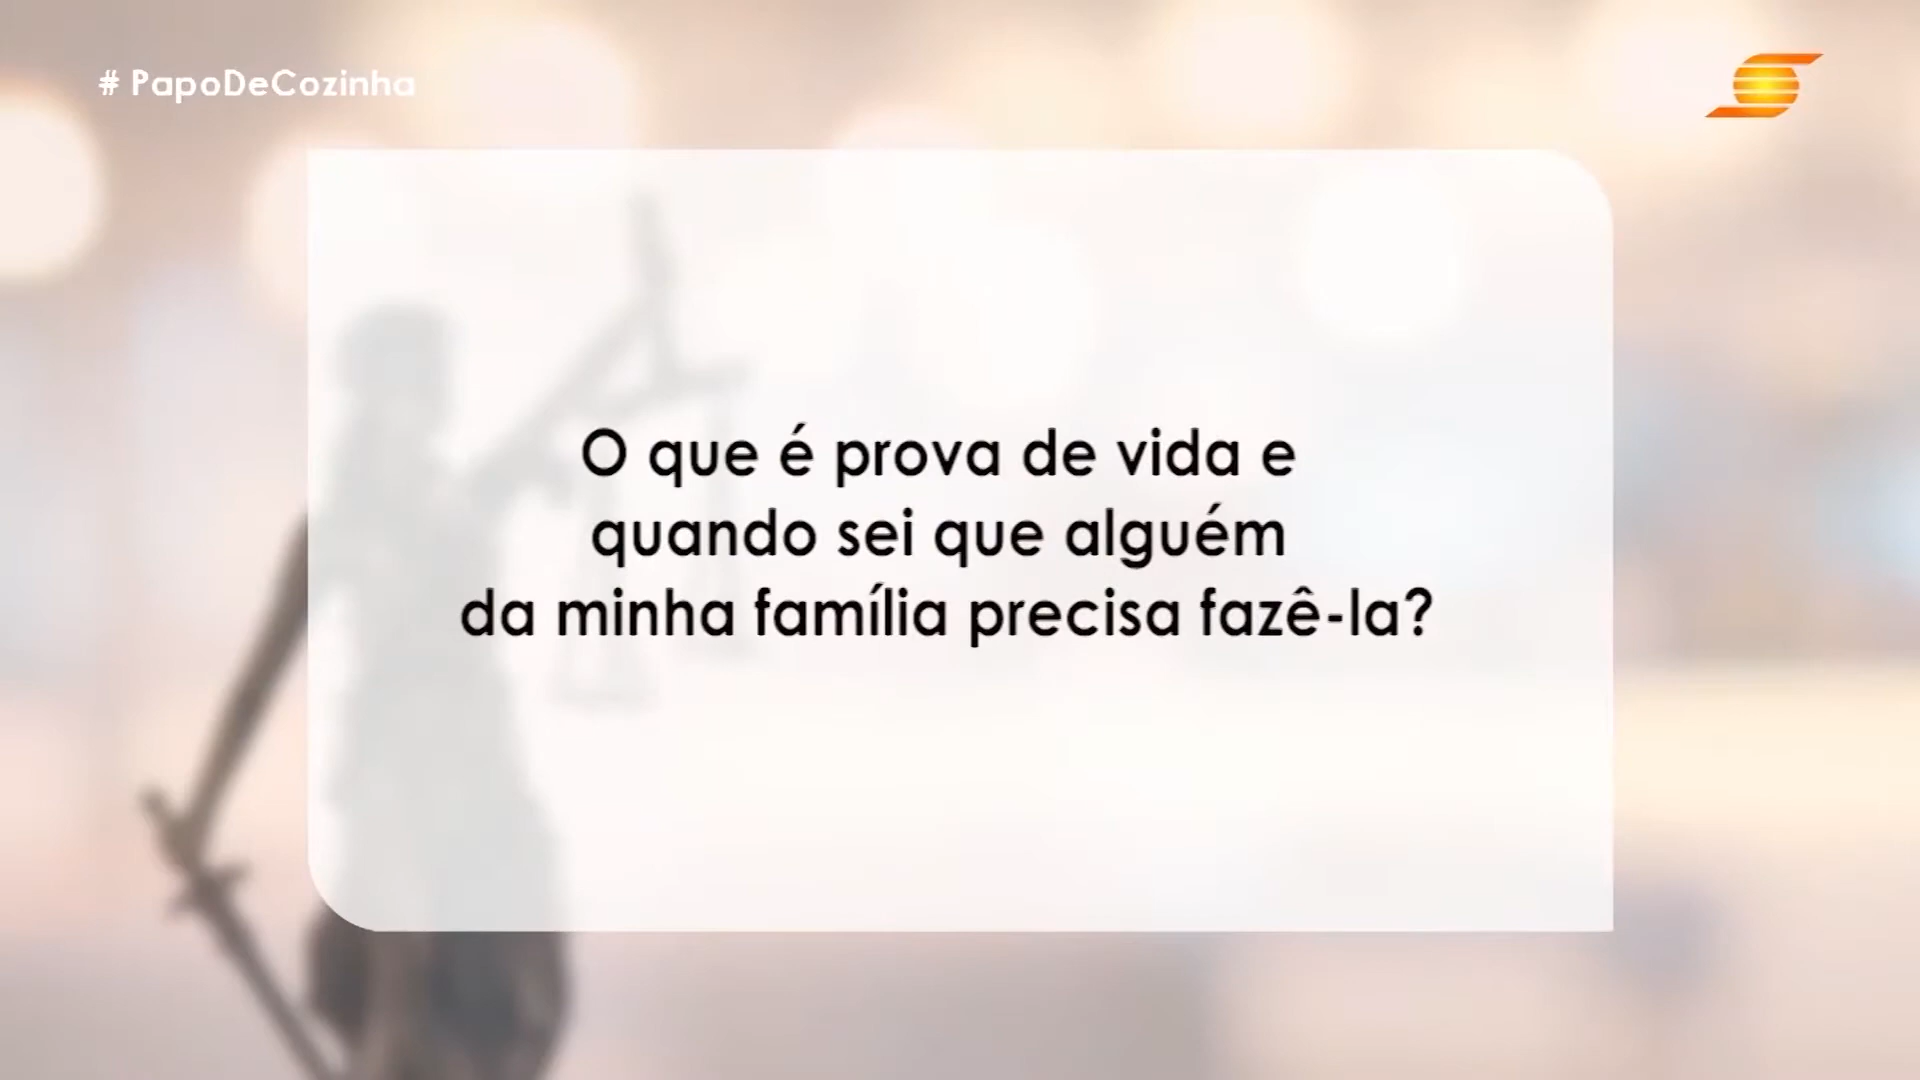 # PapoDeCozinha
O que é prova de vida e
quando sei que alguém
da minha família precisa fazê-la?